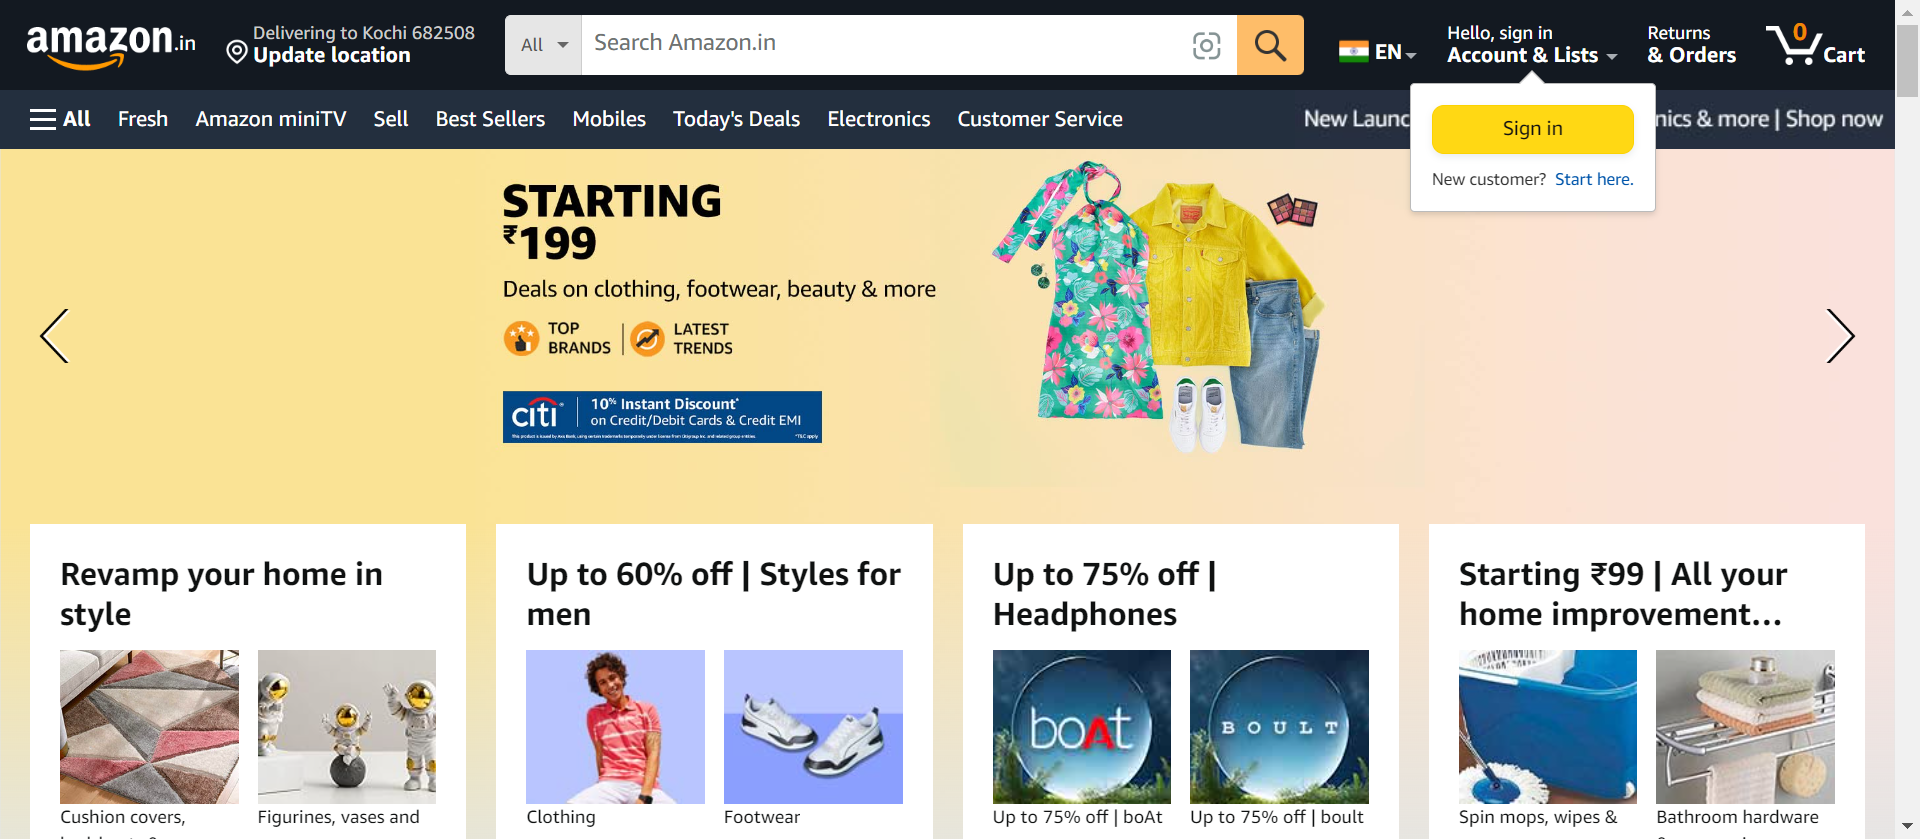 amazon.in
Delivering to Kochi 682508
Update location
All
Search Amazon.in
EN
Hello, sign in
Account & Lists
Returns
& Orders
0
Cart
All
Fresh
Amazon miniTV
Sell
Best Sellers
Mobiles
Today's Deals
Electronics
Customer Service
New Launc
nics & more | Shop now
Sign in
New customer? Start here.
STARTING
₹199
Deals on clothing, footwear, beauty & more
TOP
BRANDS
LATEST
TRENDS
citi
10% Instant Discount*
on Credit/Debit Cards & Credit EMI
*T&C apply
Revamp your home in
style
Cushion covers,
Figurines, vases and
Up to 60% off | Styles for
men
Clothing
Footwear
Up to 75% off |
Headphones
boAt
BOULT
Up to 75% off | boAt
Up to 75% off | boult
Starting ₹99 | All your
home improvement...
Spin mops, wipes &
Bathroom hardware